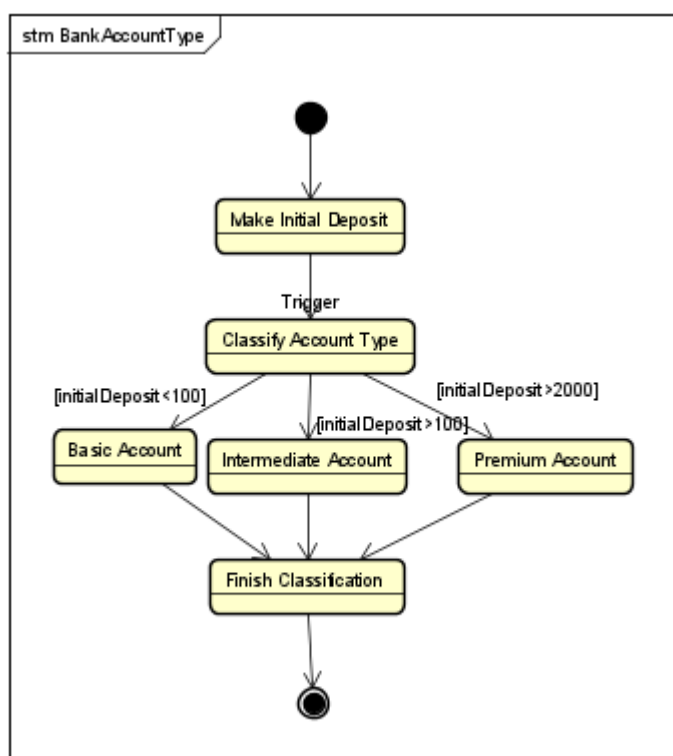 stm BankAccountType
Make Initial Deposit
Trigger
Classify Account Type
[initialDeposit<100]
[initialDeposit>100]
[initialDeposit>2000]
Basic Account
Intermediate Account
Premium Account
Finish Classification